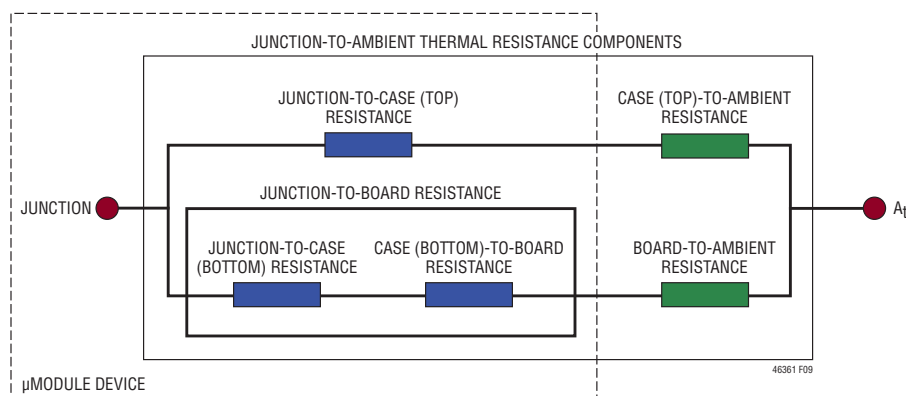 JUNCTION-TO-AMBIENT THERMAL RESISTANCE COMPONENTS
JUNCTION-TO-CASE (TOP)
RESISTANCE
CASE (TOP)-TO-AMBIENT
RESISTANCE
JUNCTION-TO-BOARD RESISTANCE
JUNCTION
At
JUNCTION-TO-CASE
(BOTTOM) RESISTANCE
CASE (BOTTOM)-TO-BOARD
RESISTANCE
BOARD-TO-AMBIENT
RESISTANCE
46361 F09
µMODULE DEVICE